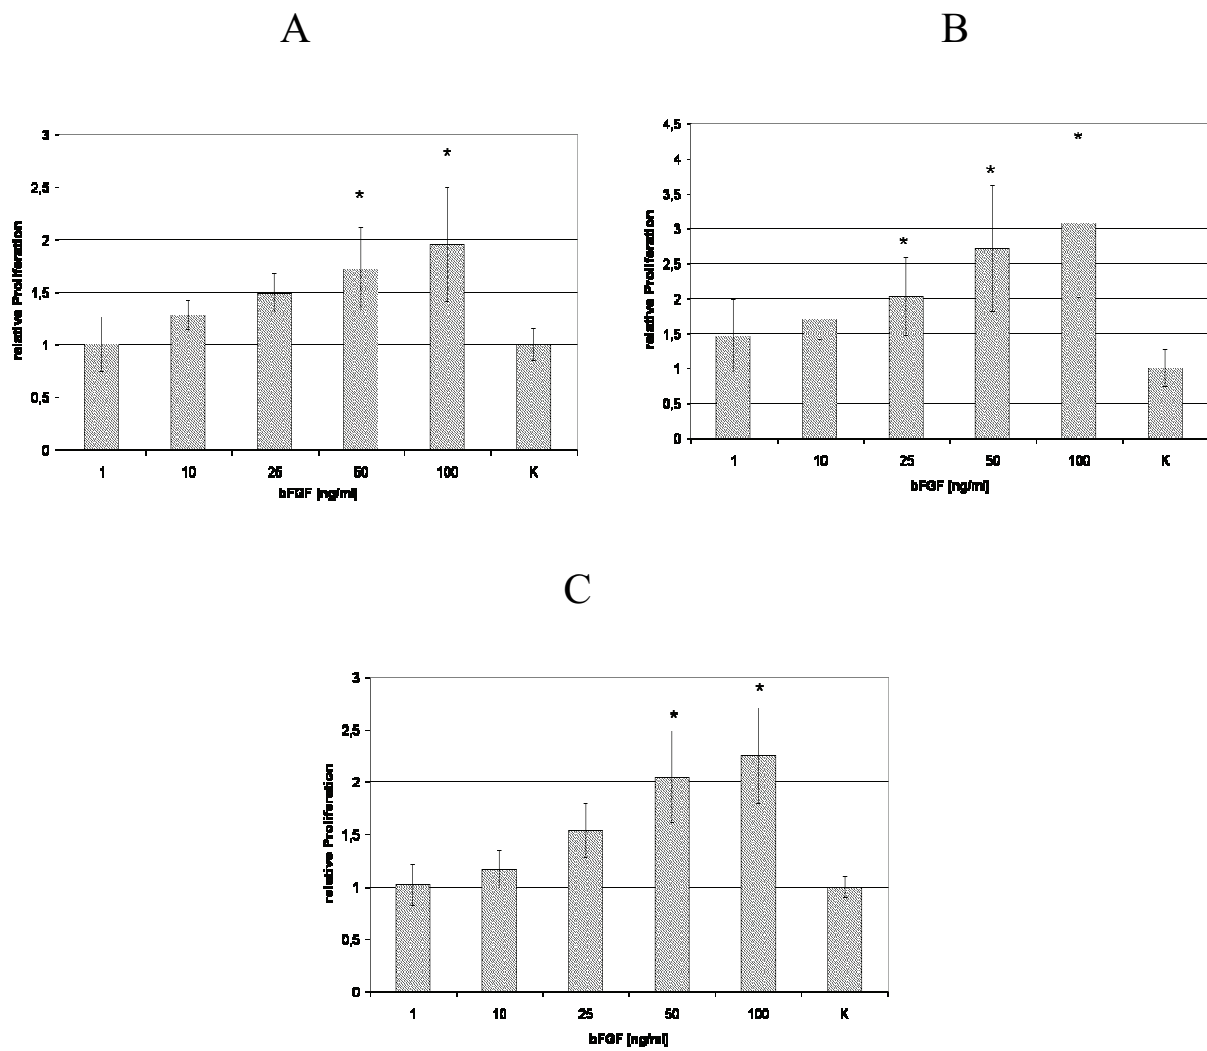 A
B
3
2,5
2
1,5
1
0,5
0
relative Proliferation
*
*
1 10 25 50 100 K
bFGF [ng/ml]
4,5
4
3,5
3
2,5
2
1,5
1
0,5
0
relative Proliferation
*
*
*
1 10 25 50 100 K
bFGF [ng/ml]
C
3
2,5
2
1,5
1
0,5
0
relative Proliferation
*
*
1 10 25 50 100 K
bFGF [ng/ml]